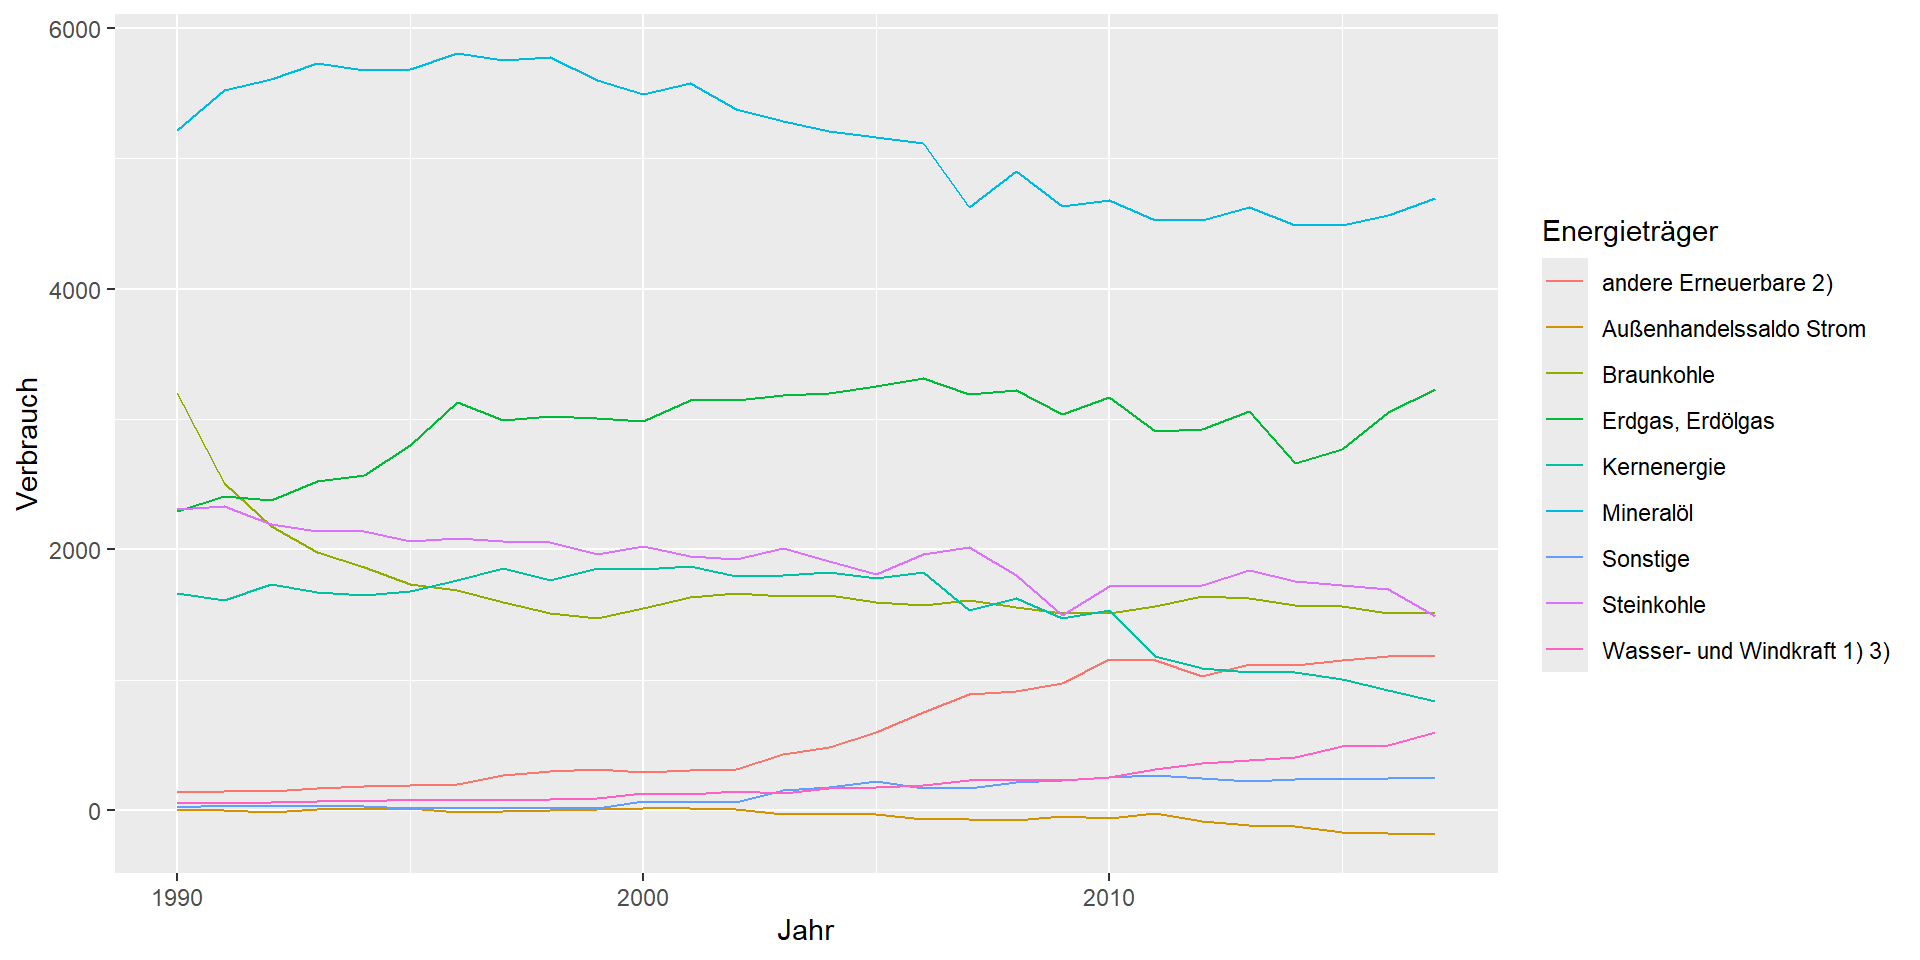 6000
4000
2000
0
Verbrauch
1990
2000
2010
Jahr
Energieträger
andere Erneuerbare 2)
Außenhandelssaldo Strom
Braunkohle
Erdgas, Erdölgas
Kernenergie
Mineralöl
Sonstige
Steinkohle
Wasser- und Windkraft 1) 3)